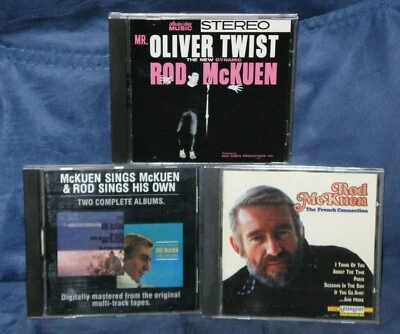 MUSIC
STEREO
MR. OLIVER TWIST
THE NEW DYNAMIC
ROD McKUEN
McKUEN SINGS McKUEN
& ROD SINGS HIS OWN
TWO COMPLETE ALBUMS.
Digitally mastered from the original
multi-track tapes.
Rod
McKuen
The French Connection
I THINK OF YOU
ABOUT THE TIME
PARIS
SEASONS IN THE SUN
IF YOU GO AWAY
...AND MORE